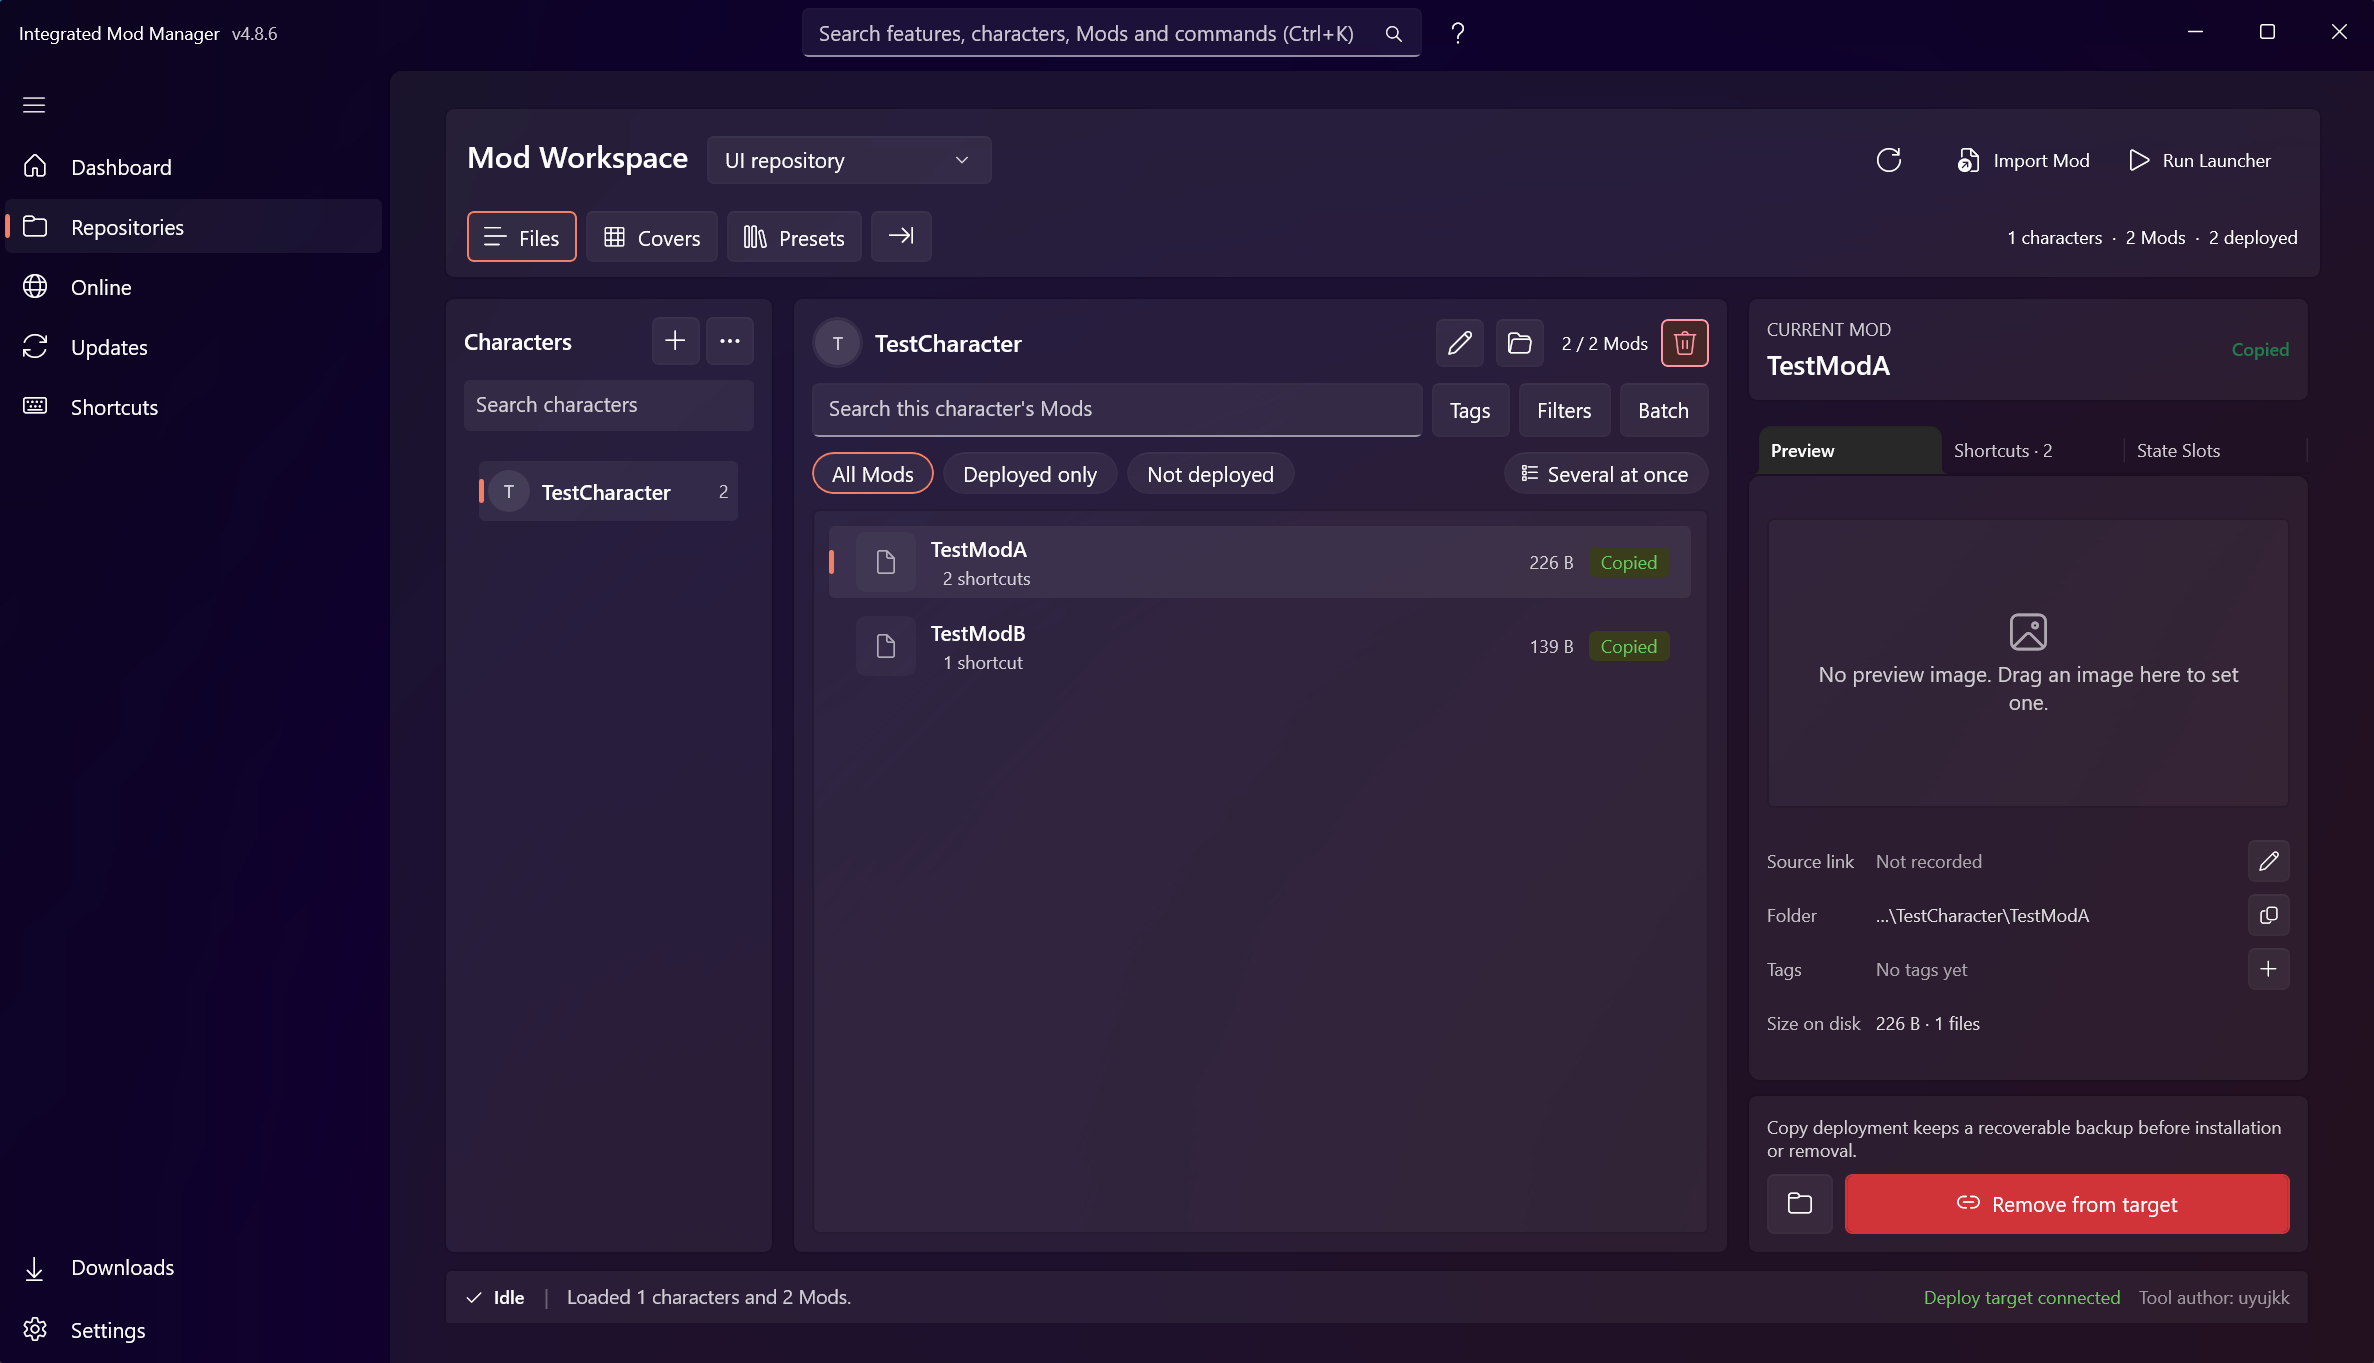 Integrated Mod Manager v4.8.6
Search features, characters, Mods and commands (Ctrl+K)
Dashboard
Repositories
Online
Updates
Shortcuts
Downloads
Settings
Mod Workspace
UI repository
Import Mod
Run Launcher
Files
Covers
Presets
1 characters · 2 Mods · 2 deployed
Characters
Search characters
T
TestCharacter
2
T
TestCharacter
2 / 2 Mods
Search this character's Mods
Tags
Filters
Batch
All Mods
Deployed only
Not deployed
Several at once
TestModA
2 shortcuts
226 B
Copied
TestModB
1 shortcut
139 B
Copied
CURRENT MOD
TestModA
Copied
Preview
Shortcuts · 2
State Slots
No preview image. Drag an image here to set
one.
Source link Not recorded
Folder ...\TestCharacter\TestModA
Tags No tags yet
Size on disk 226 B · 1 files
Copy deployment keeps a recoverable backup before installation
or removal.
Remove from target
Idle | Loaded 1 characters and 2 Mods.
Deploy target connected Tool author: uyujkk